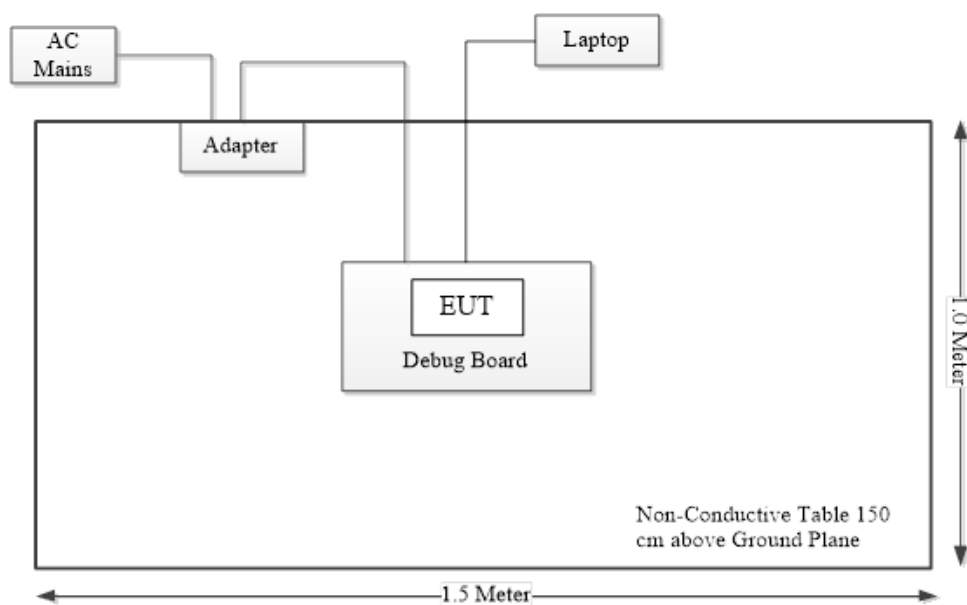 AC
Mains
Laptop
Adapter
EUT
Debug Board
1.0 Meter
Non-Conductive Table 150
cm above Ground Plane
1.5 Meter